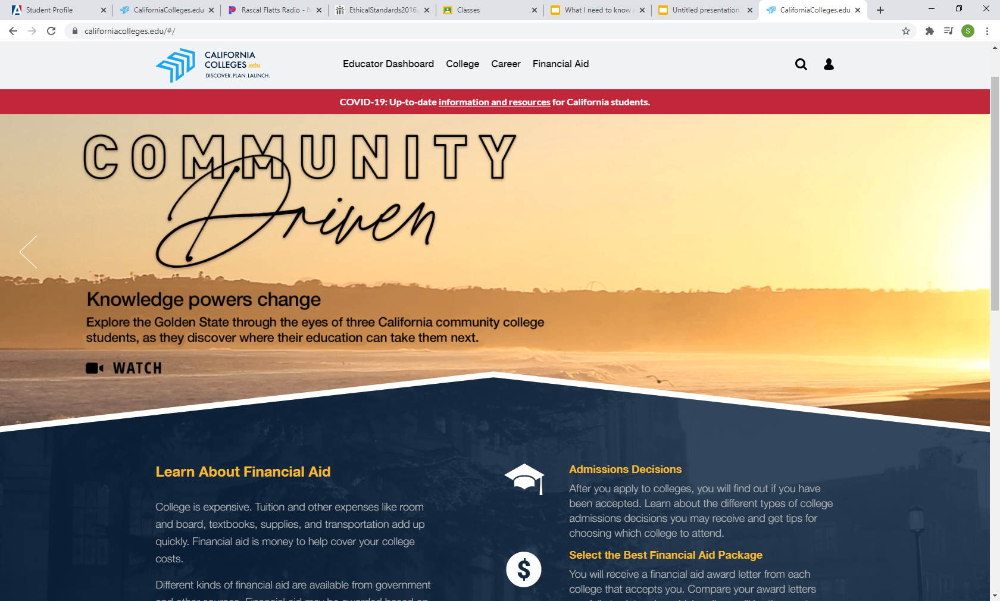 Student Profile
CaliforniaColleges.edu
Rascal Flatts Radio - N
EthicalStandards2016.
Classes
What I need to know
Untitled presentation
CaliforniaColleges.edu
californiacolleges.edu/#/
S
CALIFORNIA
COLLEGES.edu
DISCOVER. PLAN. LAUNCH.
Educator Dashboard College Career Financial Aid
COVID-19: Up-to-date information and resources for California students.
COMMUNITY
Driven
Knowledge powers change
Explore the Golden State through the eyes of three California community college
students, as they discover where their education can take them next.
WATCH
Learn About Financial Aid
College is expensive. Tuition and other expenses like room
and board, textbooks, supplies, and transportation add up
quickly. Financial aid is money to help cover your college
costs.
Different kinds of financial aid are available from government
Admissions Decisions
After you apply to colleges, you will find out if you have
been accepted. Learn about the different types of college
admissions decisions you may receive and get tips for
choosing which college to attend.
$
Select the Best Financial Aid Package
You will receive a financial aid award letter from each
college that accepts you. Compare your award letters